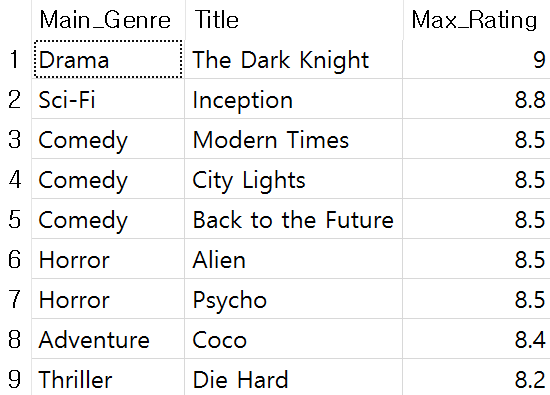 Main_Genre Title Max_Rating
1 Drama The Dark Knight 9
2 Sci-Fi Inception 8.8
3 Comedy Modern Times 8.5
4 Comedy City Lights 8.5
5 Comedy Back to the Future 8.5
6 Horror Alien 8.5
7 Horror Psycho 8.5
8 Adventure Coco 8.4
9 Thriller Die Hard 8.2